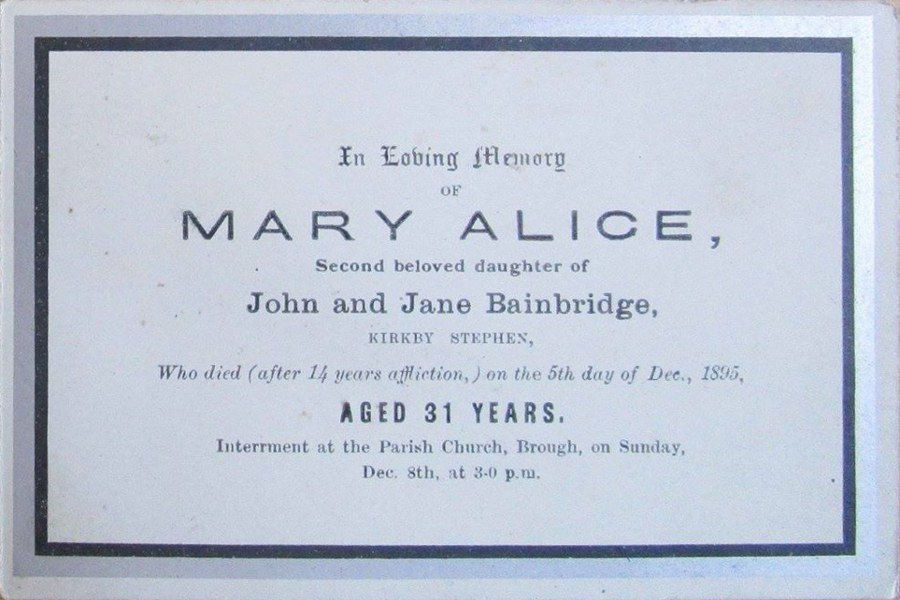 In Loving Memory
OF
MARY ALICE,
Second beloved daughter of
John and Jane Bainbridge,
KIRKBY STEPHEN,
Who died (after 14 years affliction,) on the 5th day of Dec., 1895,
AGED 31 YEARS.
Interrment at the Parish Church, Brough, on Sunday,
Dec. 8th, at 3-0 p.m.